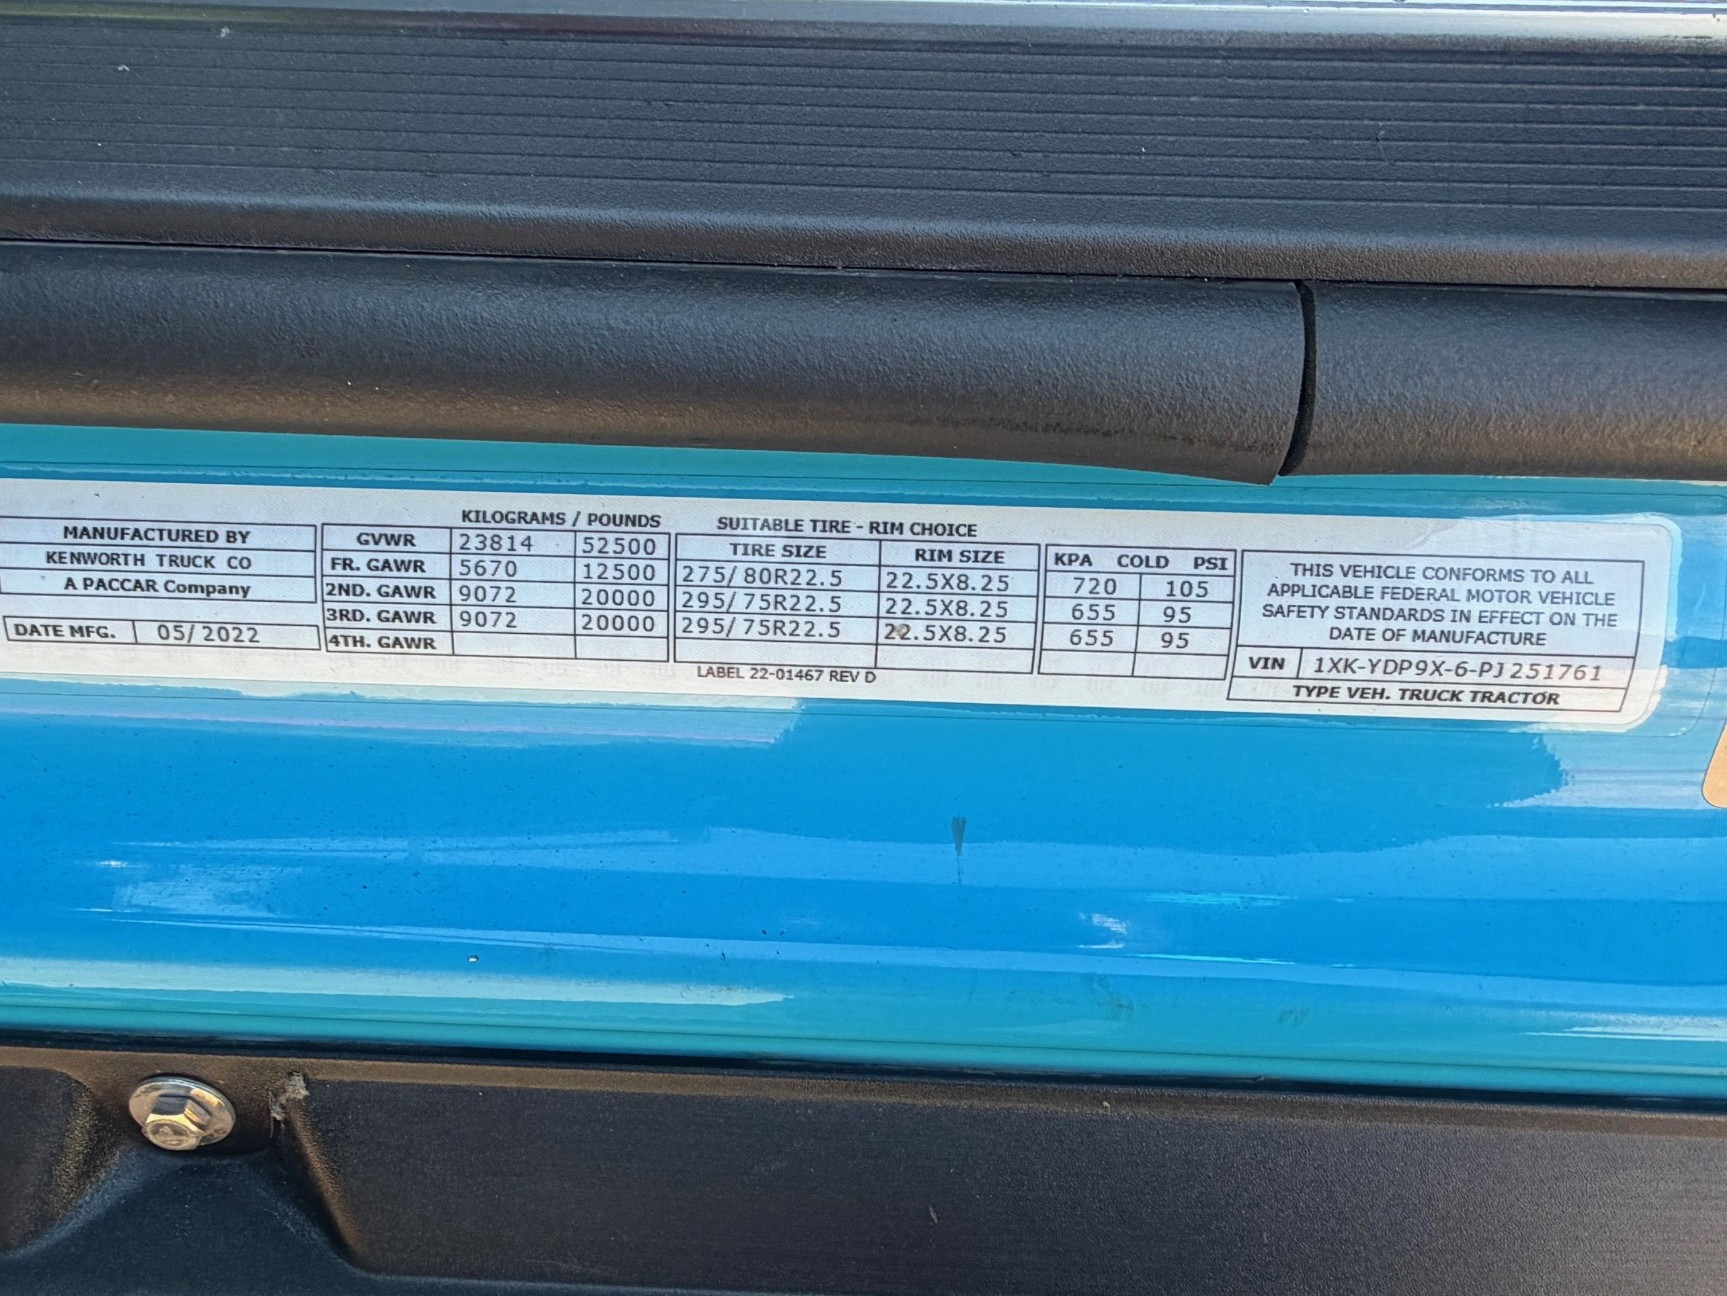 MANUFACTURED BY
KENWORTH TRUCK CO
A PACCAR Company
DATE MFG. 05/2022
KILOGRAMS / POUNDS
GVWR 23814 52500
FR. GAWR 5670 12500
2ND. GAWR 9072 20000
3RD. GAWR 9072 20000
4TH. GAWR
SUITABLE TIRE - RIM CHOICE
TIRE SIZE RIM SIZE
275/80R22.5 22.5X8.25
295/75R22.5 22.5X8.25
295/75R22.5 22.5X8.25
LABEL 22-01467 REV D
KPA COLD PSI
720 105
655 95
655 95
THIS VEHICLE CONFORMS TO ALL
APPLICABLE FEDERAL MOTOR VEHICLE
SAFETY STANDARDS IN EFFECT ON THE
DATE OF MANUFACTURE
VIN 1XK-YDP9X-6-PJ251761
TYPE VEH. TRUCK TRACTOR